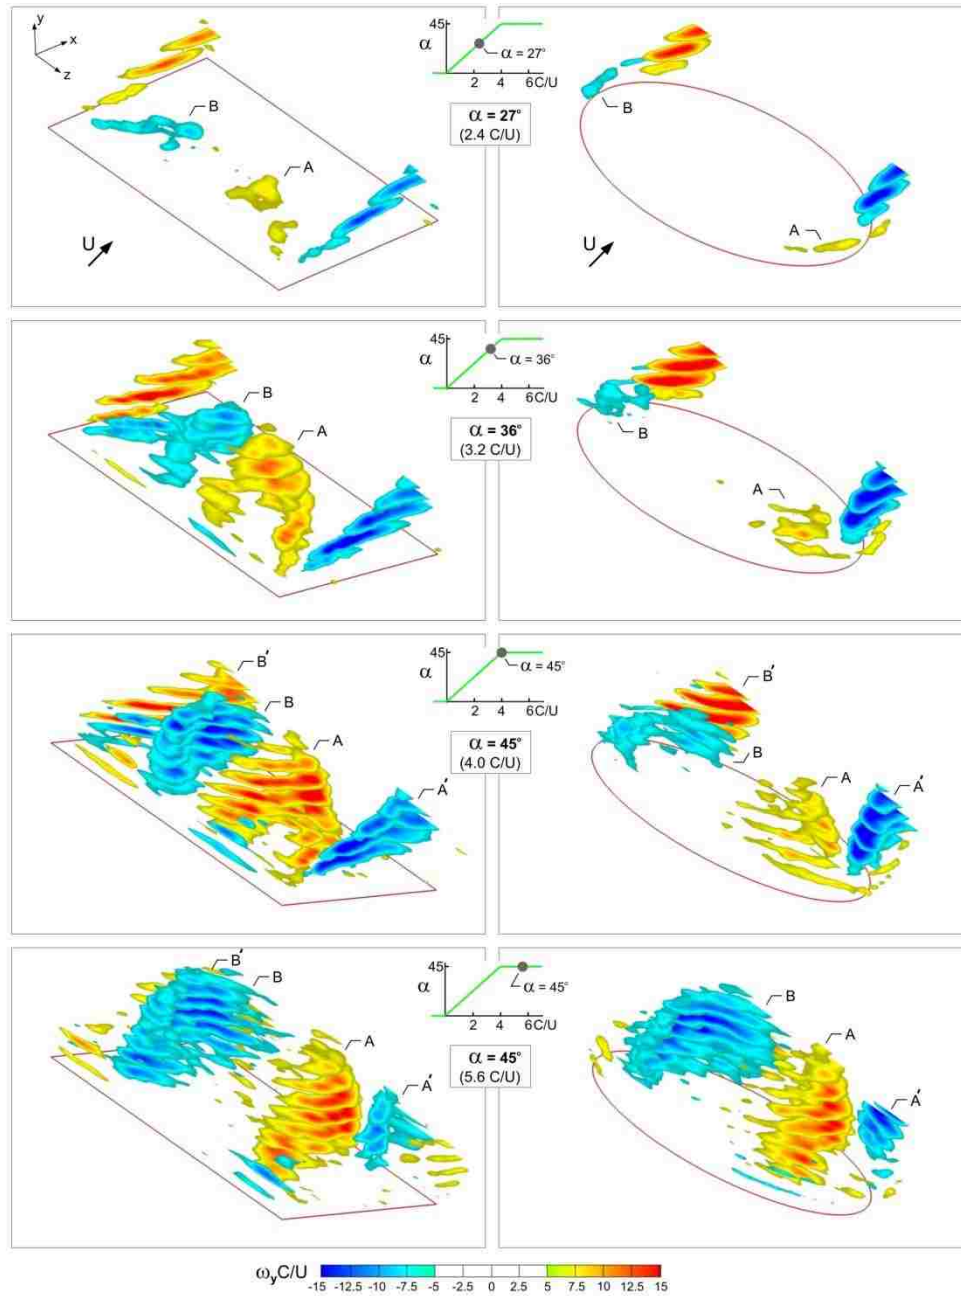 y
x
z
B
A
U
45
α
α = 27°
2 4 6C/U
α = 27°
(2.4 C/U)
B
A
U
B
A
45
α
α = 36°
2 4 6C/U
α = 36°
(3.2 C/U)
B
A
B'
B
A
A'
45
α
α = 45°
2 4 6C/U
α = 45°
(4.0 C/U)
B'
B
A
A'
B'
B
A
A'
45
α
α = 45°
2 4 6C/U
α = 45°
(5.6 C/U)
B
A
A'
ωyC/U
-15 -12.5 -10 -7.5 -5 -2.5 0 2.5 5 7.5 10 12.5 15